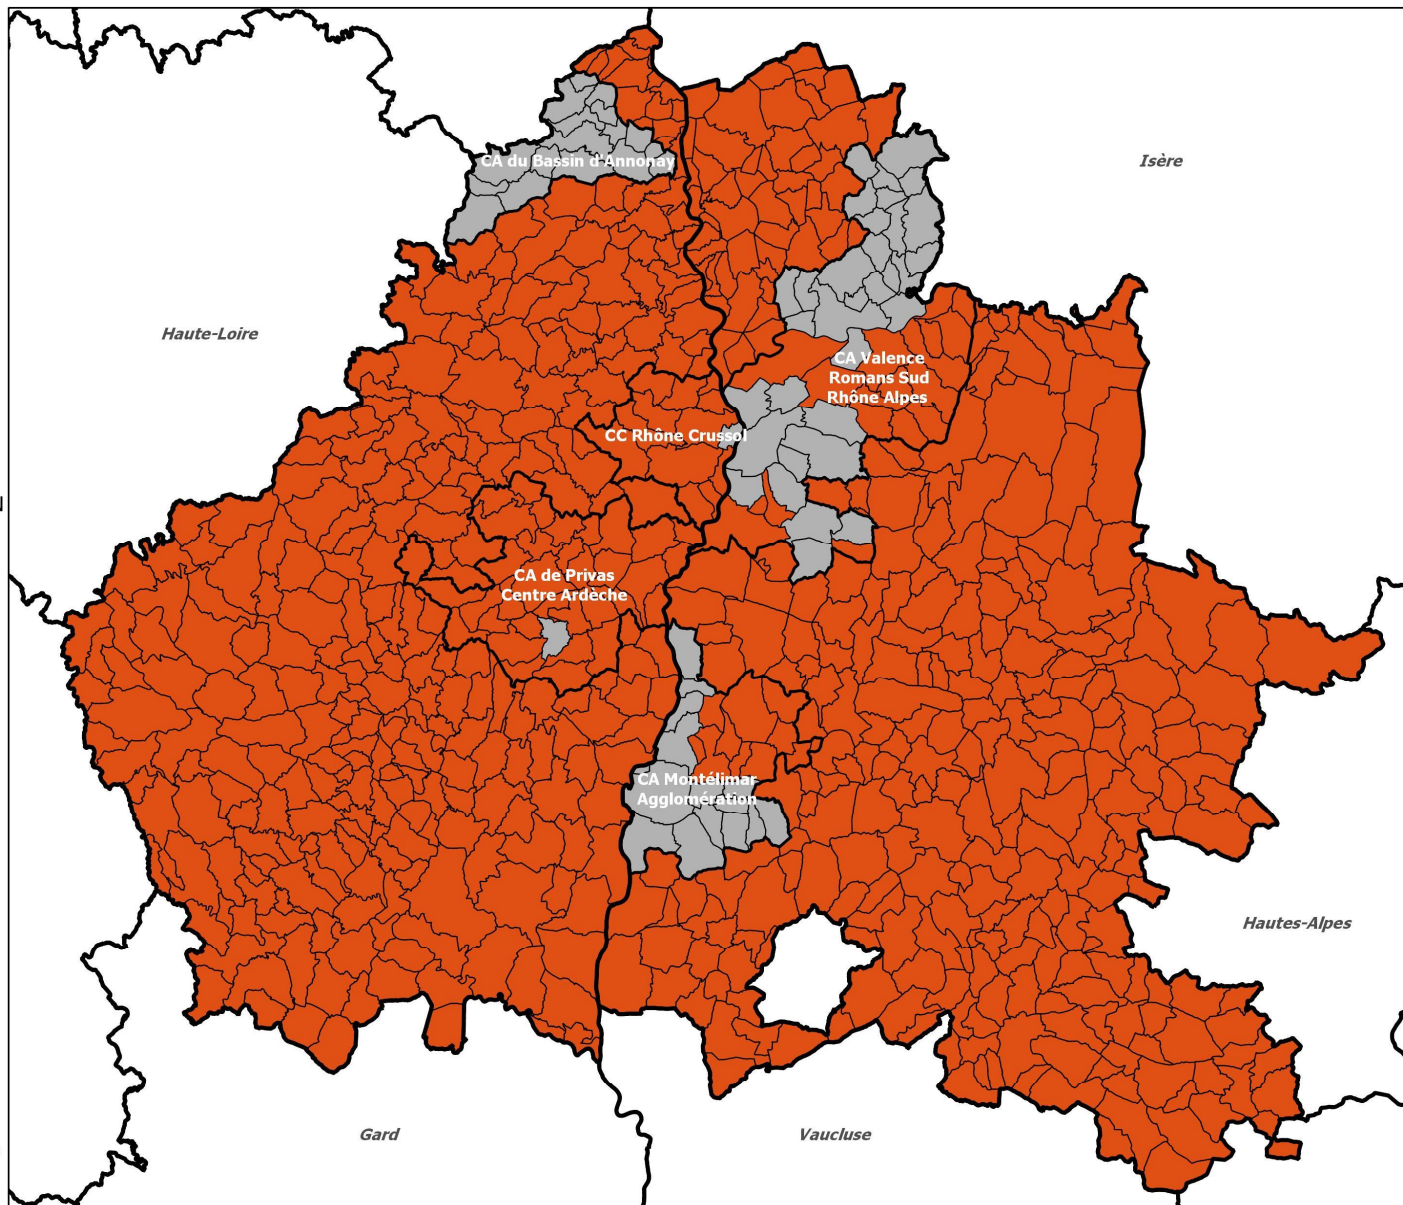 CA du Bassin d'Annonay
Isère
Haute-Loire
CA Valence
Romans Sud
Rhône Alpes
CC Rhône Crussol
CA de Privas
Centre Ardèche
CA Montélimar
Agglomération
Hautes-Alpes
Gard
Vaucluse